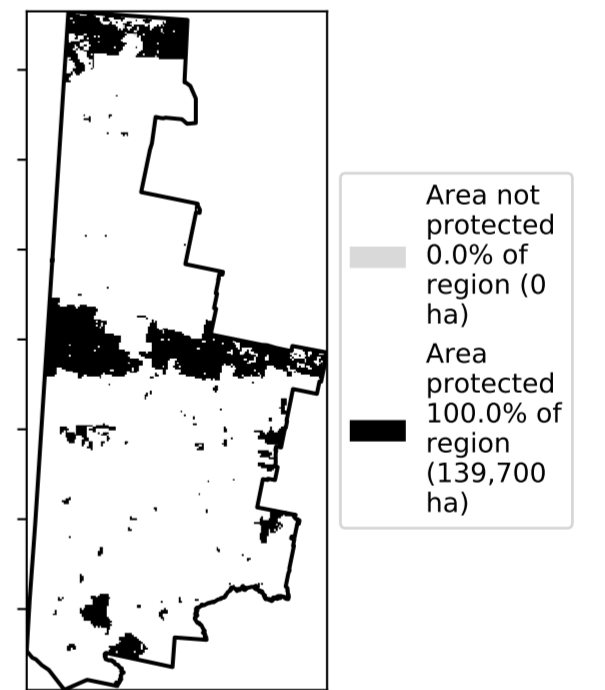 Area not
protected
0.0% of
region (0
ha)
Area
protected
100.0% of
region
(139,700
ha)